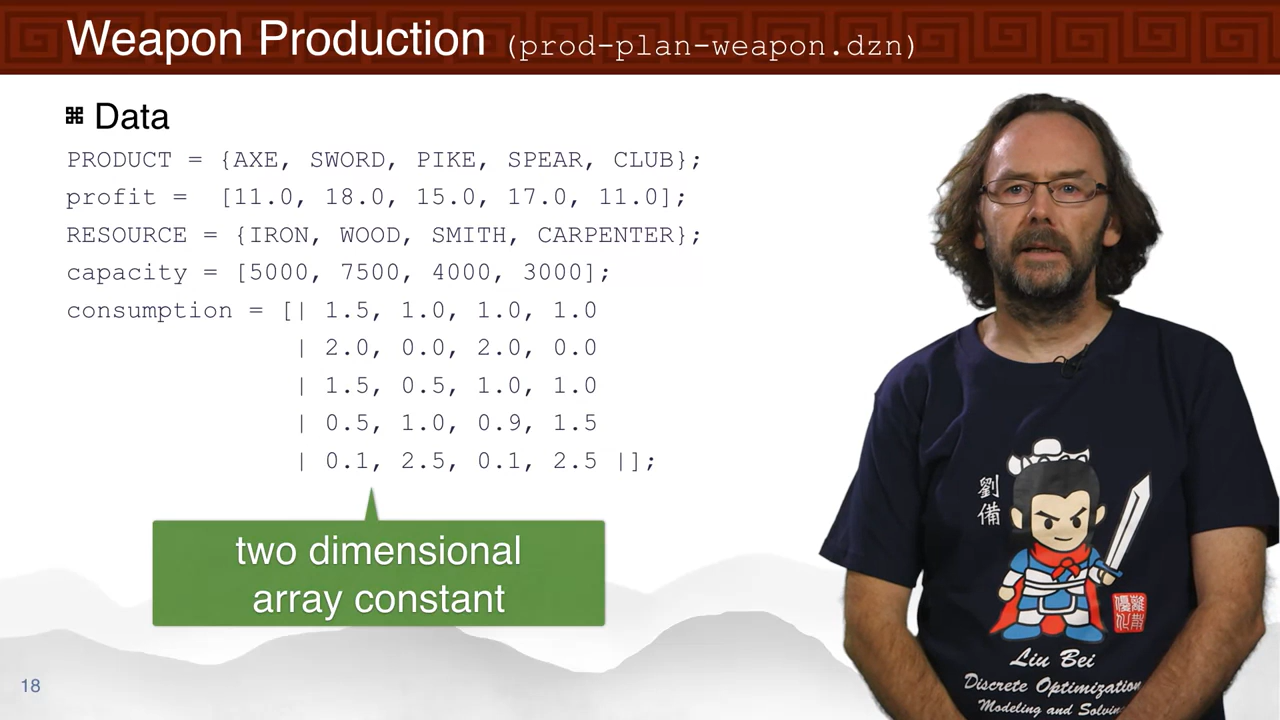 Weapon Production (prod-plan-weapon.dzn)
⌘ Data
PRODUCT = {AXE, SWORD, PIKE, SPEAR, CLUB};
profit = [11.0, 18.0, 15.0, 17.0, 11.0];
RESOURCE = {IRON, WOOD, SMITH, CARPENTER};
capacity = [5000, 7500, 4000, 3000];
consumption = [| 1.5, 1.0, 1.0, 1.0
| 2.0, 0.0, 2.0, 0.0
| 1.5, 0.5, 1.0, 1.0
| 0.5, 1.0, 0.9, 1.5
| 0.1, 2.5, 0.1, 2.5 |];
two dimensional
array constant
18
劉備
Liu Bei
Discrete Optimization
Modeling and